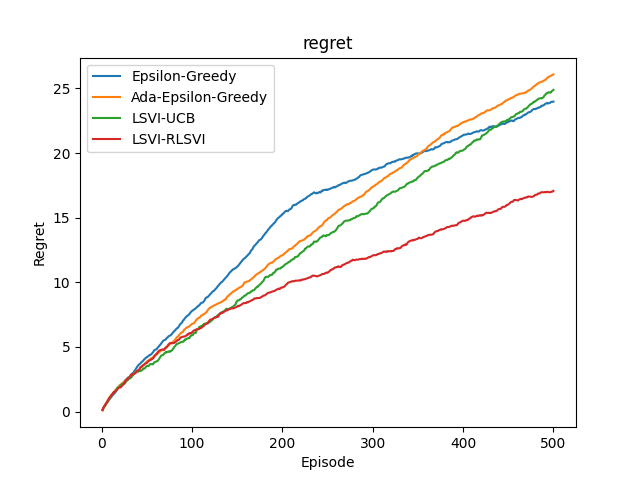 regret
Epsilon-Greedy
Ada-Epsilon-Greedy
LSVI-UCB
LSVI-RLSVI
Regret
25
20
15
10
5
0
0 100 200 300 400 500
Episode